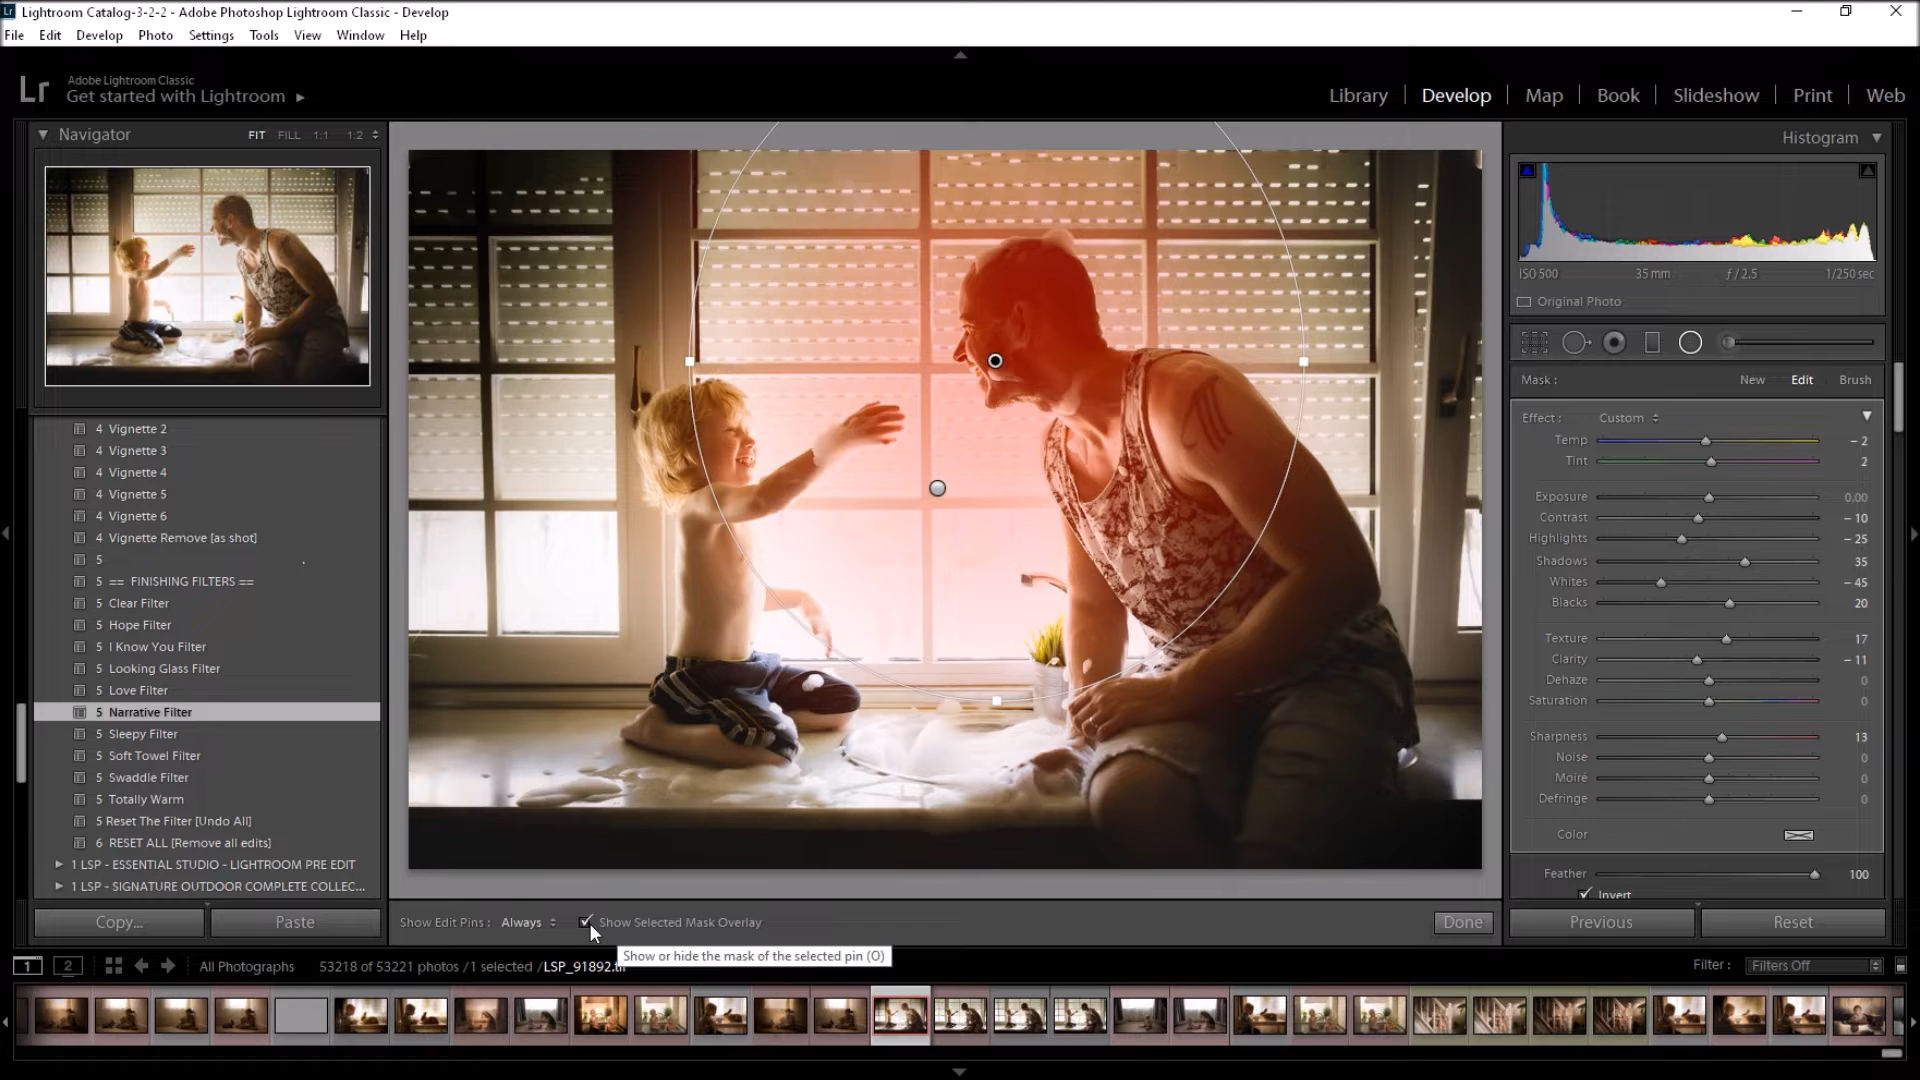 Lr Lightroom Catalog-3-2-2 - Adobe Photoshop Lightroom Classic - Develop
File Edit Develop Photo Settings Tools View Window Help
Lr Adobe Lightroom Classic
Get started with Lightroom
Library Develop Map Book Slideshow Print Web
Navigator FIT FILL 1:1 1:2
4 Vignette 2
4 Vignette 3
4 Vignette 4
4 Vignette 5
4 Vignette 6
4 Vignette Remove [as shot]
5 .
5 == FINISHING FILTERS ==
5 Clear Filter
5 Hope Filter
5 I Know You Filter
5 Looking Glass Filter
5 Love Filter
5 Narrative Filter
5 Sleepy Filter
5 Soft Towel Filter
5 Swaddle Filter
5 Totally Warm
5 Reset The Filter [Undo All]
6 RESET ALL [Remove all edits]
1 LSP - ESSENTIAL STUDIO - LIGHTROOM PRE EDIT
1 LSP - SIGNATURE OUTDOOR COMPLETE COLLEC...
Copy... Paste
Show Edit Pins : Always Show Selected Mask Overlay Done
Show or hide the mask of the selected pin (O)
Histogram
ISO 500 35 mm ƒ / 2.5 1/250 sec
Original Photo
Mask : New Edit Brush
Effect : Custom
Temp – 2
Tint 2
Exposure 0.00
Contrast – 10
Highlights – 25
Shadows 35
Whites – 45
Blacks 20
Texture 17
Clarity – 11
Dehaze 0
Saturation 0
Sharpness 13
Noise 0
Moiré 0
Defringe 0
Color
Feather 100
Invert
Previous Reset
1 2 All Photographs 53218 of 53221 photos /1 selected /LSP_91892.tif Filter : Filters Off